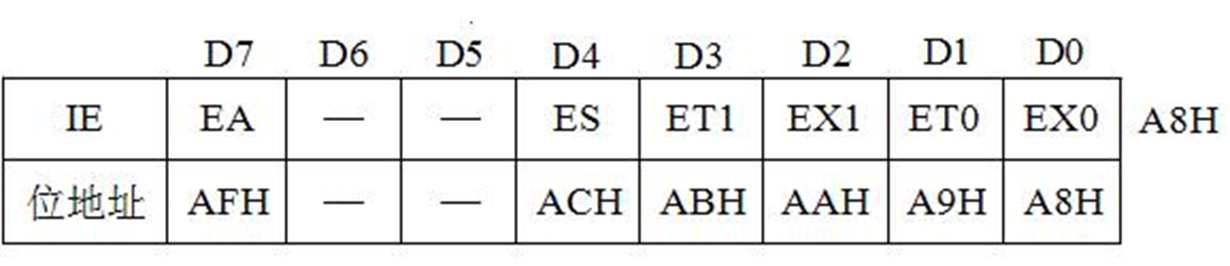 D7 D6 D5 D4 D3 D2 D1 D0
IE EA — — ES ET1 EX1 ET0 EX0 A8H
位地址 AFH — — ACH ABH AAH A9H A8H